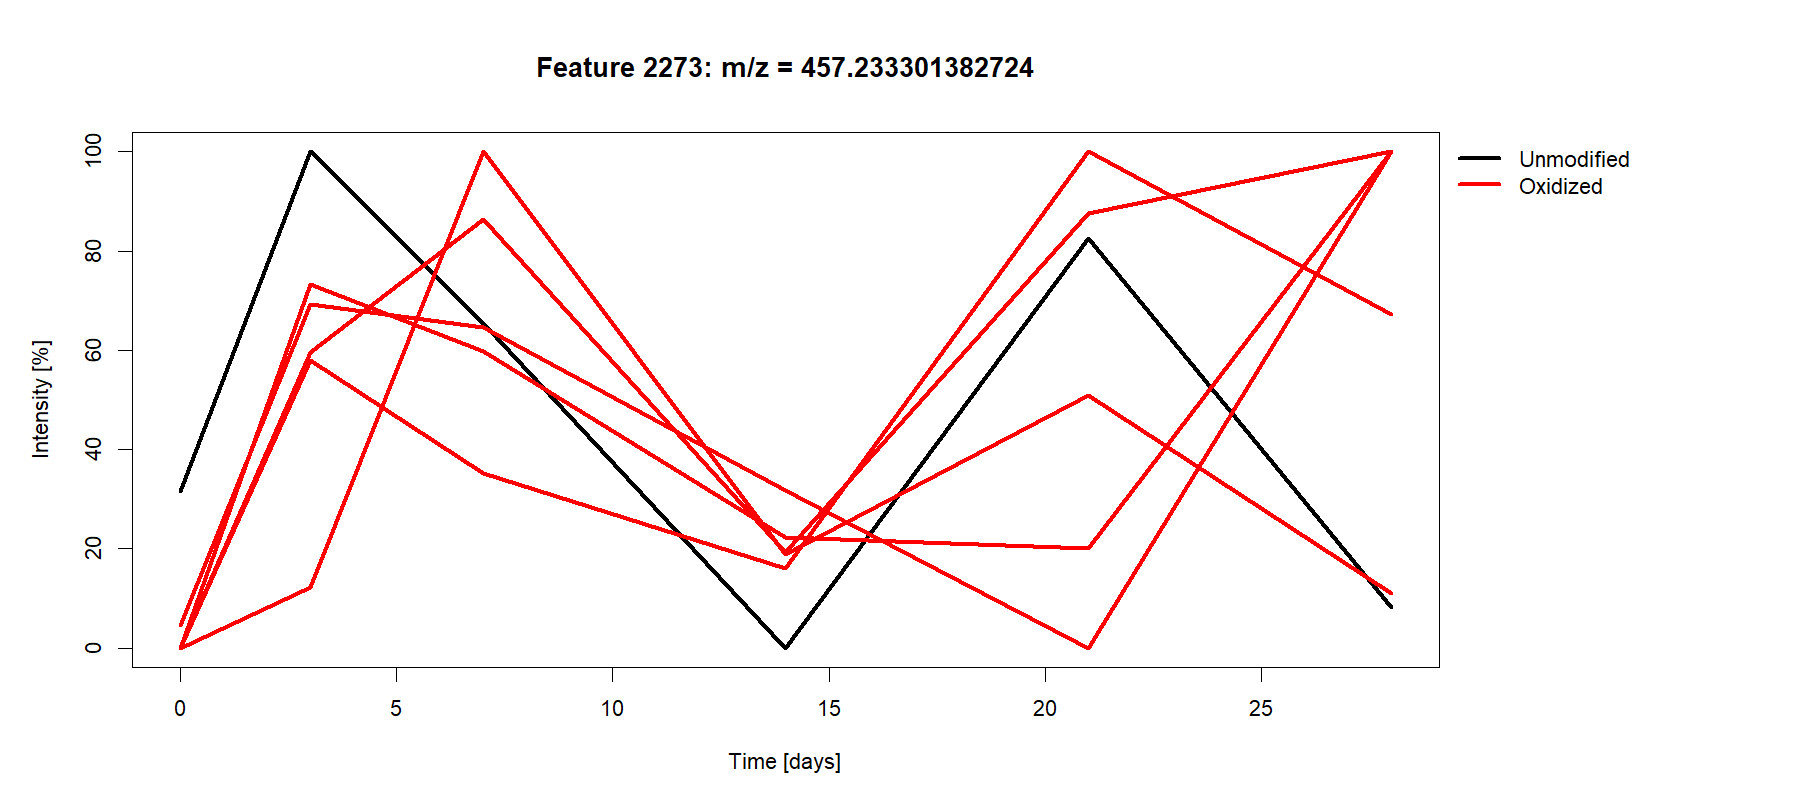 Feature 2273: m/z = 457.233301382724
Unmodified
Oxidized
Intensity [%]
100
80
60
40
20
0
0 5 10 15 20 25
Time [days]